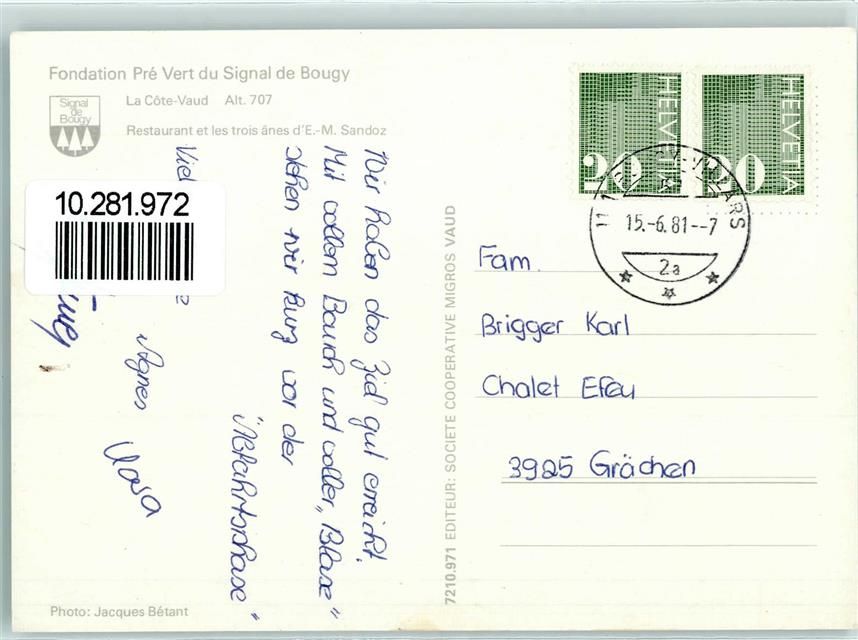 Fondation Pré Vert du Signal de Bougy
Signal
de
Bougy
La Côte-Vaud Alt. 707
Restaurant et les trois ânes d'E.-M. Sandoz
Wir haben das Ziel gut erreicht.
Mit vollem Bauch und voller „Blase"
stehen wir kurz vor der
„Abfahrtsphase"
Agnes
10.281.972
7210.971 EDITEUR: SOCIETE COOPERATIVE MIGROS VAUD
HELVETIA
20
HELVETIA
20
15.-6.81--7
2a
Fam.
Brigger Karl
Chalet Efeu
3925 Grächen
Photo: Jacques Bétant